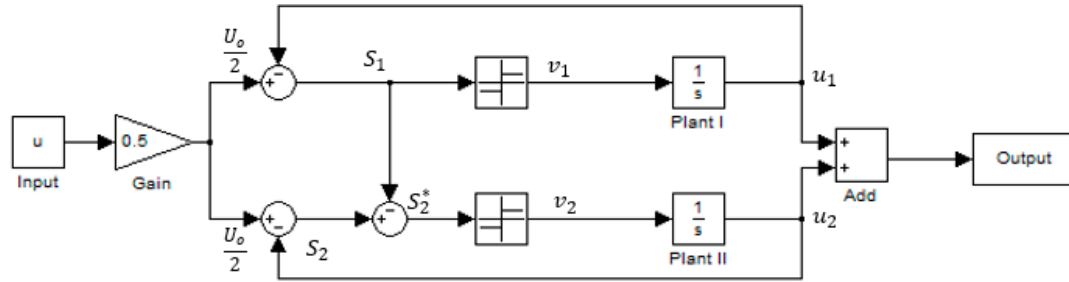 U_o/2
S_1
v_1
1/s
Plant I
u_1
u
Input
0.5
Gain
+
−
+
+
Add
Output
U_o/2
+
−
S_2
+
−
S_2^*
v_2
1/s
Plant II
u_2